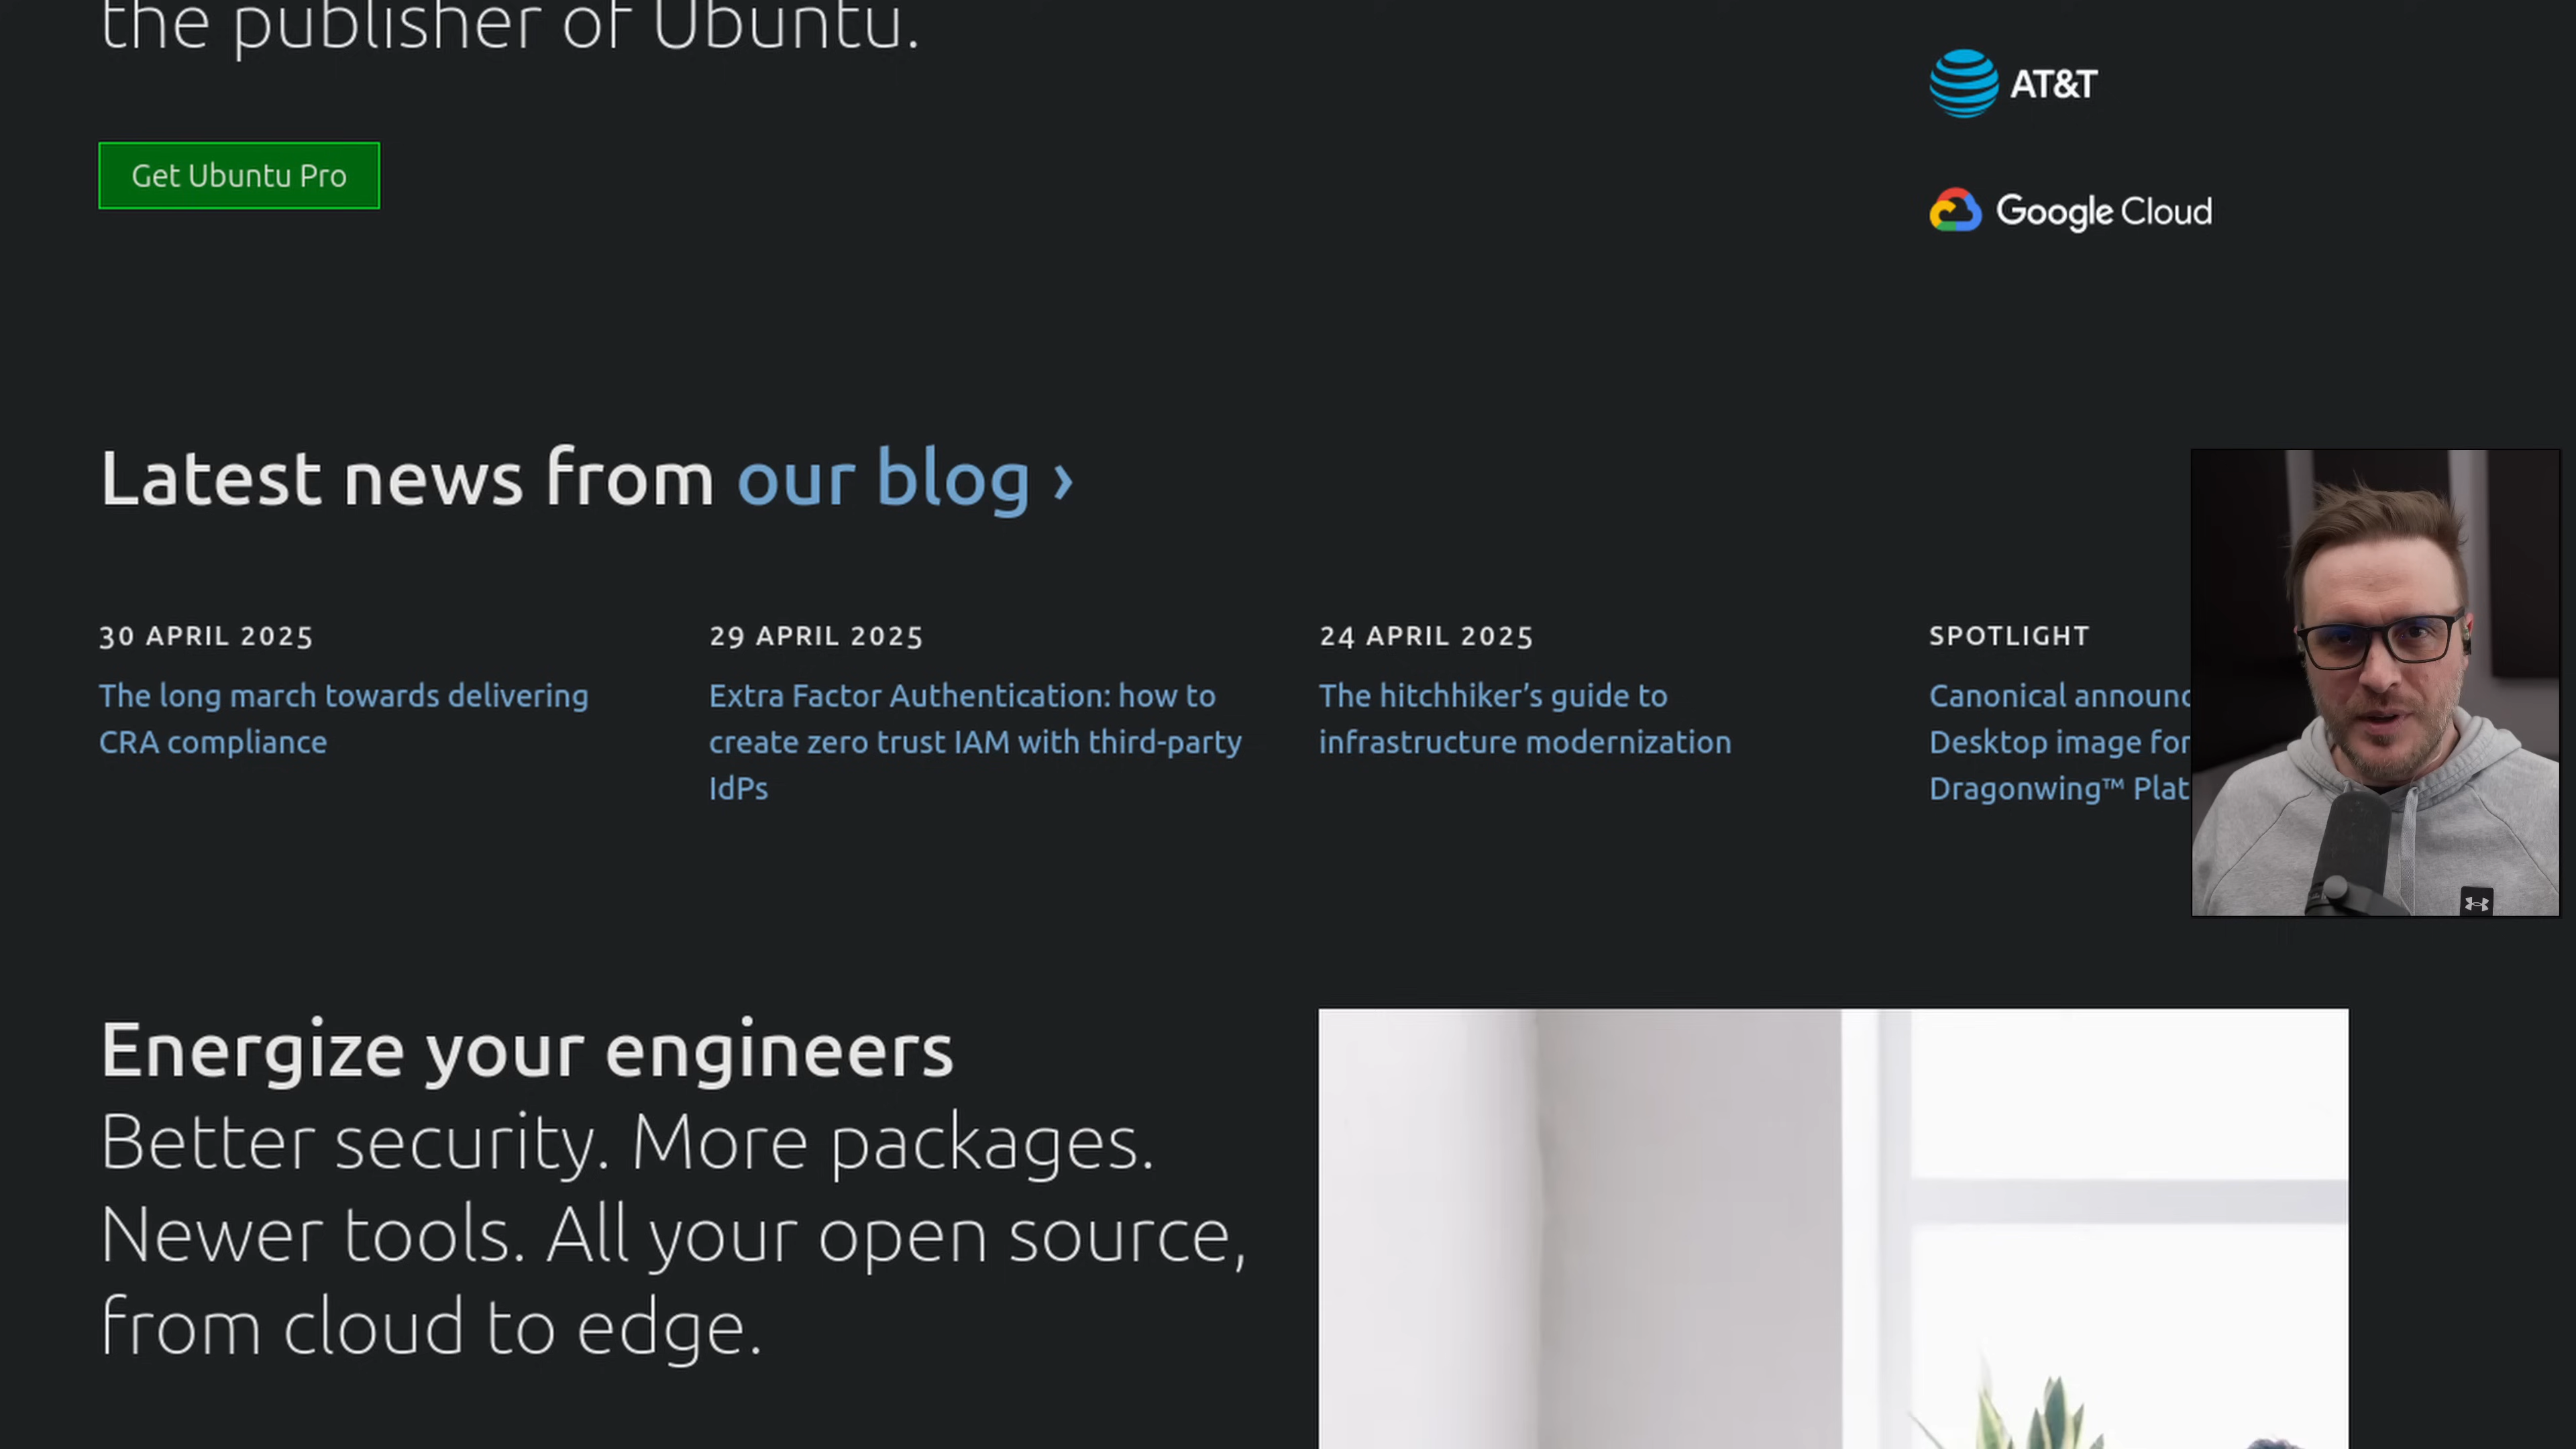 the publisher of Ubuntu.
Get Ubuntu Pro
AT&T
Google Cloud
Latest news from our blog ›
30 APRIL 2025
The long march towards delivering
CRA compliance
29 APRIL 2025
Extra Factor Authentication: how to
create zero trust IAM with third-party
IdPs
24 APRIL 2025
The hitchhiker’s guide to
infrastructure modernization
SPOTLIGHT
Canonical announc
Desktop image for
Dragonwing™ Plat
Energize your engineers
Better security. More packages.
Newer tools. All your open source,
from cloud to edge.